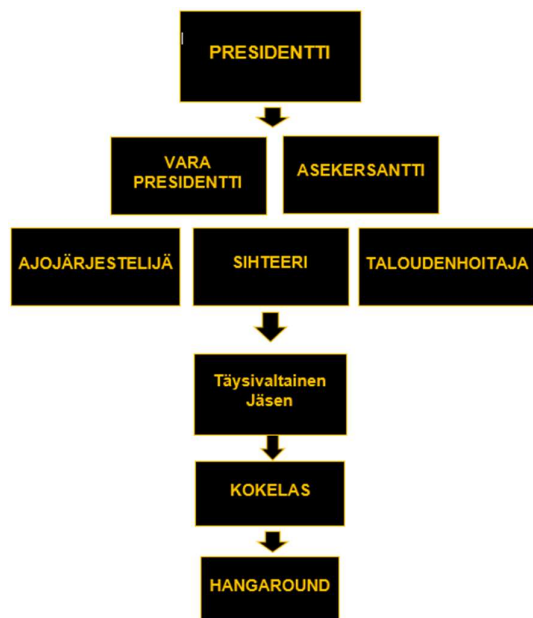 PRESIDENTTI
VARA
PRESIDENTTI
ASEKERSANTTI
AJOJÄRJESTELIJÄ
SIHTEERI
TALOUDENHOITAJA
Täysivaltainen
Jäsen
KOKELAS
HANGAROUND